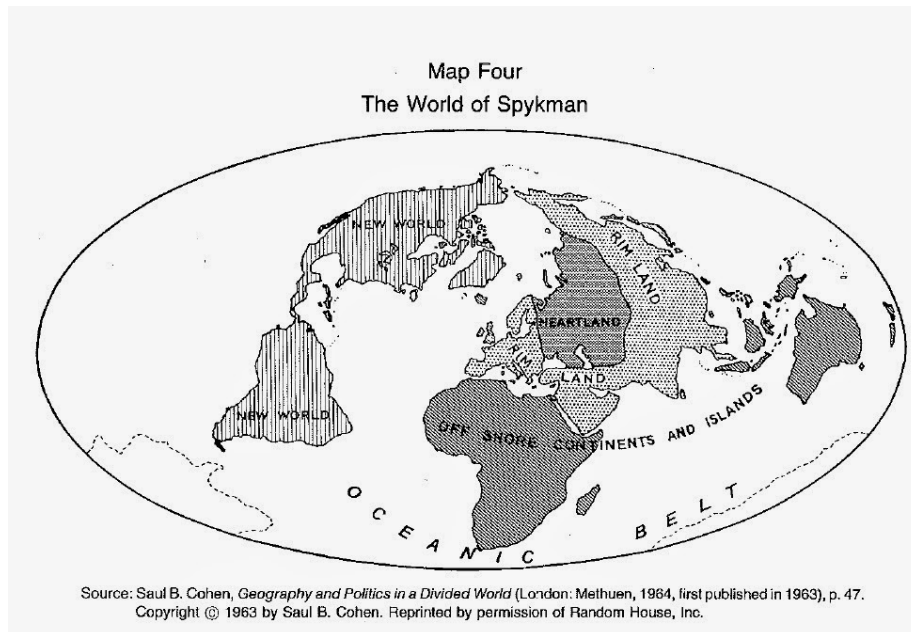 Map Four
The World of Spykman
NEW WORLD
RIM LAND
HEARTLAND
RIM
LAND
NEW WORLD
OFF SHORE CONTINENTS AND ISLANDS
OCEANIC BELT
Source: Saul B. Cohen, Geography and Politics in a Divided World (London: Methuen, 1964, first published in 1963), p. 47.
Copyright © 1963 by Saul B. Cohen. Reprinted by permission of Random House, Inc.